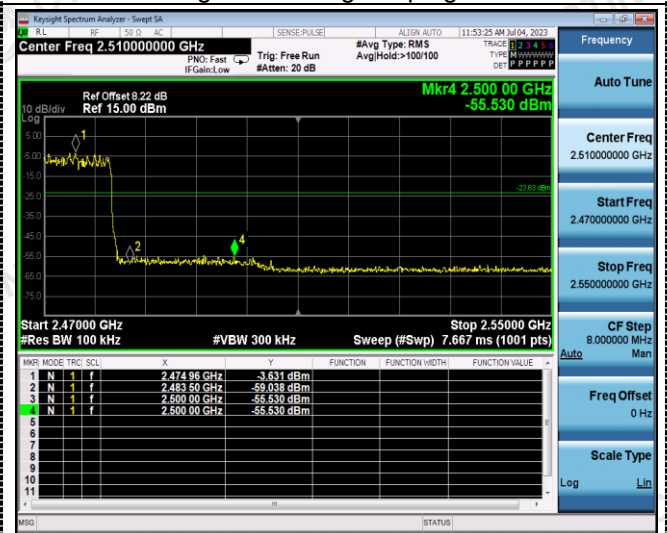 Keysight Spectrum Analyzer - Swept SA
RL RF 50 Ω AC SENSE:PULSE ALIGN AUTO 11:53:25 AM Jul 04, 2023
Center Freq 2.510000000 GHz #Avg Type: RMS TRACE 1 2 3 4 5 6 Frequency
PNO: Fast Trig: Free Run Avg|Hold:>100/100 TYPE M WWWWW
IFGain:Low #Atten: 20 dB DET P P P P P P
Auto Tune
Mkr4 2.500 00 GHz
Ref Offset 8.22 dB
10 dB/div Ref 15.00 dBm -55.530 dBm
Log
5.00
-5.00
-15.0
-25.0
-35.0
-45.0
-55.0
-65.0
-75.0
1
2
4
-23.63 dBm
Center Freq
2.510000000 GHz
Start Freq
2.470000000 GHz
Stop Freq
2.550000000 GHz
Start 2.47000 GHz Stop 2.55000 GHz
#Res BW 100 kHz #VBW 300 kHz Sweep (#Swp) 7.667 ms (1001 pts)
CF Step
8.000000 MHz
Auto Man
MKR MODE TRC SCL X Y FUNCTION FUNCTION WIDTH FUNCTION VALUE
1 N 1 f 2.474 96 GHz -3.631 dBm
2 N 1 f 2.483 50 GHz -59.038 dBm
3 N 1 f 2.500 00 GHz -55.530 dBm
4 N 1 f 2.500 00 GHz -55.530 dBm
5
6
7
8
9
10
11
Freq Offset
0 Hz
Scale Type
Log Lin
MSG STATUS